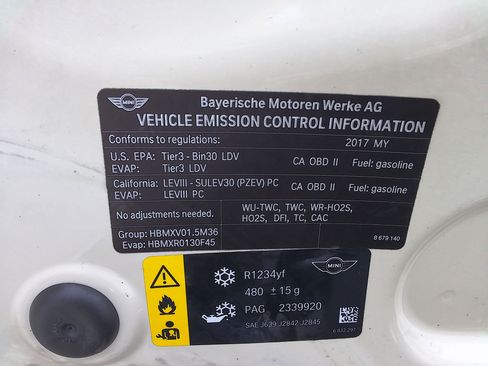 MINI
Bayerische Motoren Werke AG
VEHICLE EMISSION CONTROL INFORMATION
Conforms to regulations: 2017 MY
U.S. EPA: Tier3 - Bin30 LDV CA OBD II Fuel: gasoline
EVAP: Tier3 LDV
California: LEVIII - SULEV30 (PZEV) PC CA OBD II Fuel: gasoline
EVAP: LEVIII PC
No adjustments needed. WU-TWC, TWC, WR-HO2S,
HO2S, DFI, TC, CAC
Group: HBMXV01.5M36
Evap: HBMXR0130F45 8 679 140
MINI
R1234yf
480 ± 15 g
PAG 2339920
SAE J639 J2842 J2845